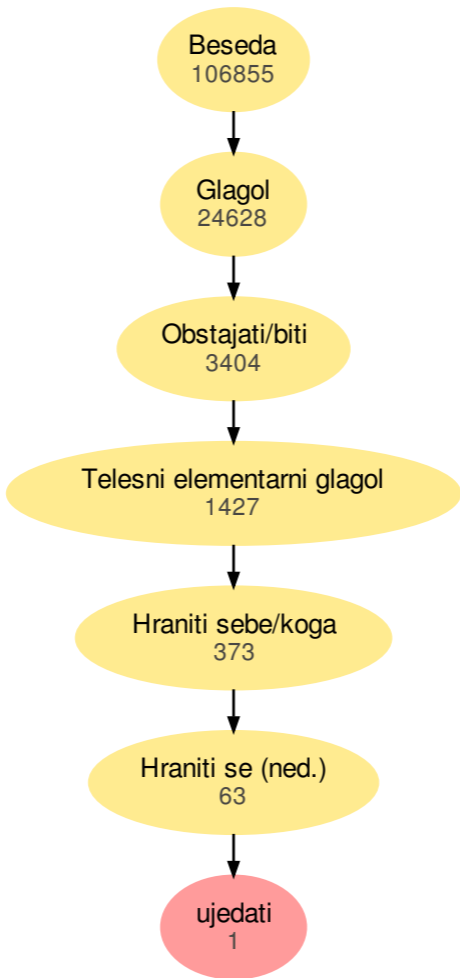 Beseda
106855
Glagol
24628
Obstajati/biti
3404
Telesni elementarni glagol
1427
Hraniti sebe/koga
373
Hraniti se (ned.)
63
ujedati
1